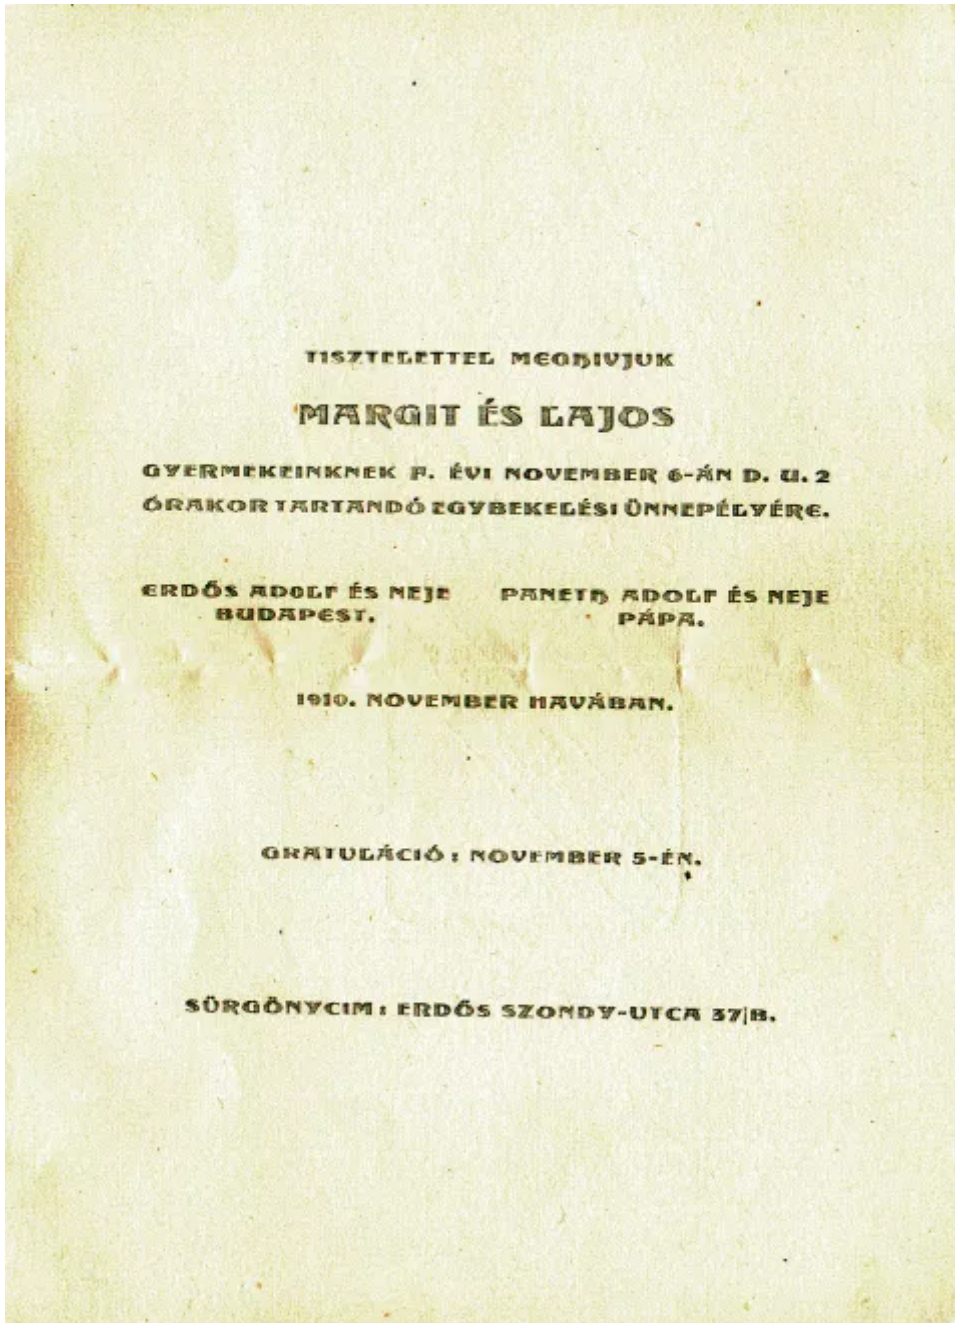 TISZTELETTEL MEGHIVJUK
MARGIT ÉS LAJOS
GYERMEKEINKNEK F. ÉVI NOVEMBER 6-ÁN D. U. 2
ÓRAKOR TARTANDÓ EGYBEKELÉSI ÜNNEPÉLYÉRE.
ERDŐS ADOLF ÉS NEJE
BUDAPEST.
PANETH ADOLF ÉS NEJE
PÁPA.
1910. NOVEMBER HAVÁBAN.
GRATULÁCIÓ: NOVEMBER 5-ÉN.
SÜRGÖNYCIM: ERDŐS SZONDY-UTCA 37/B.